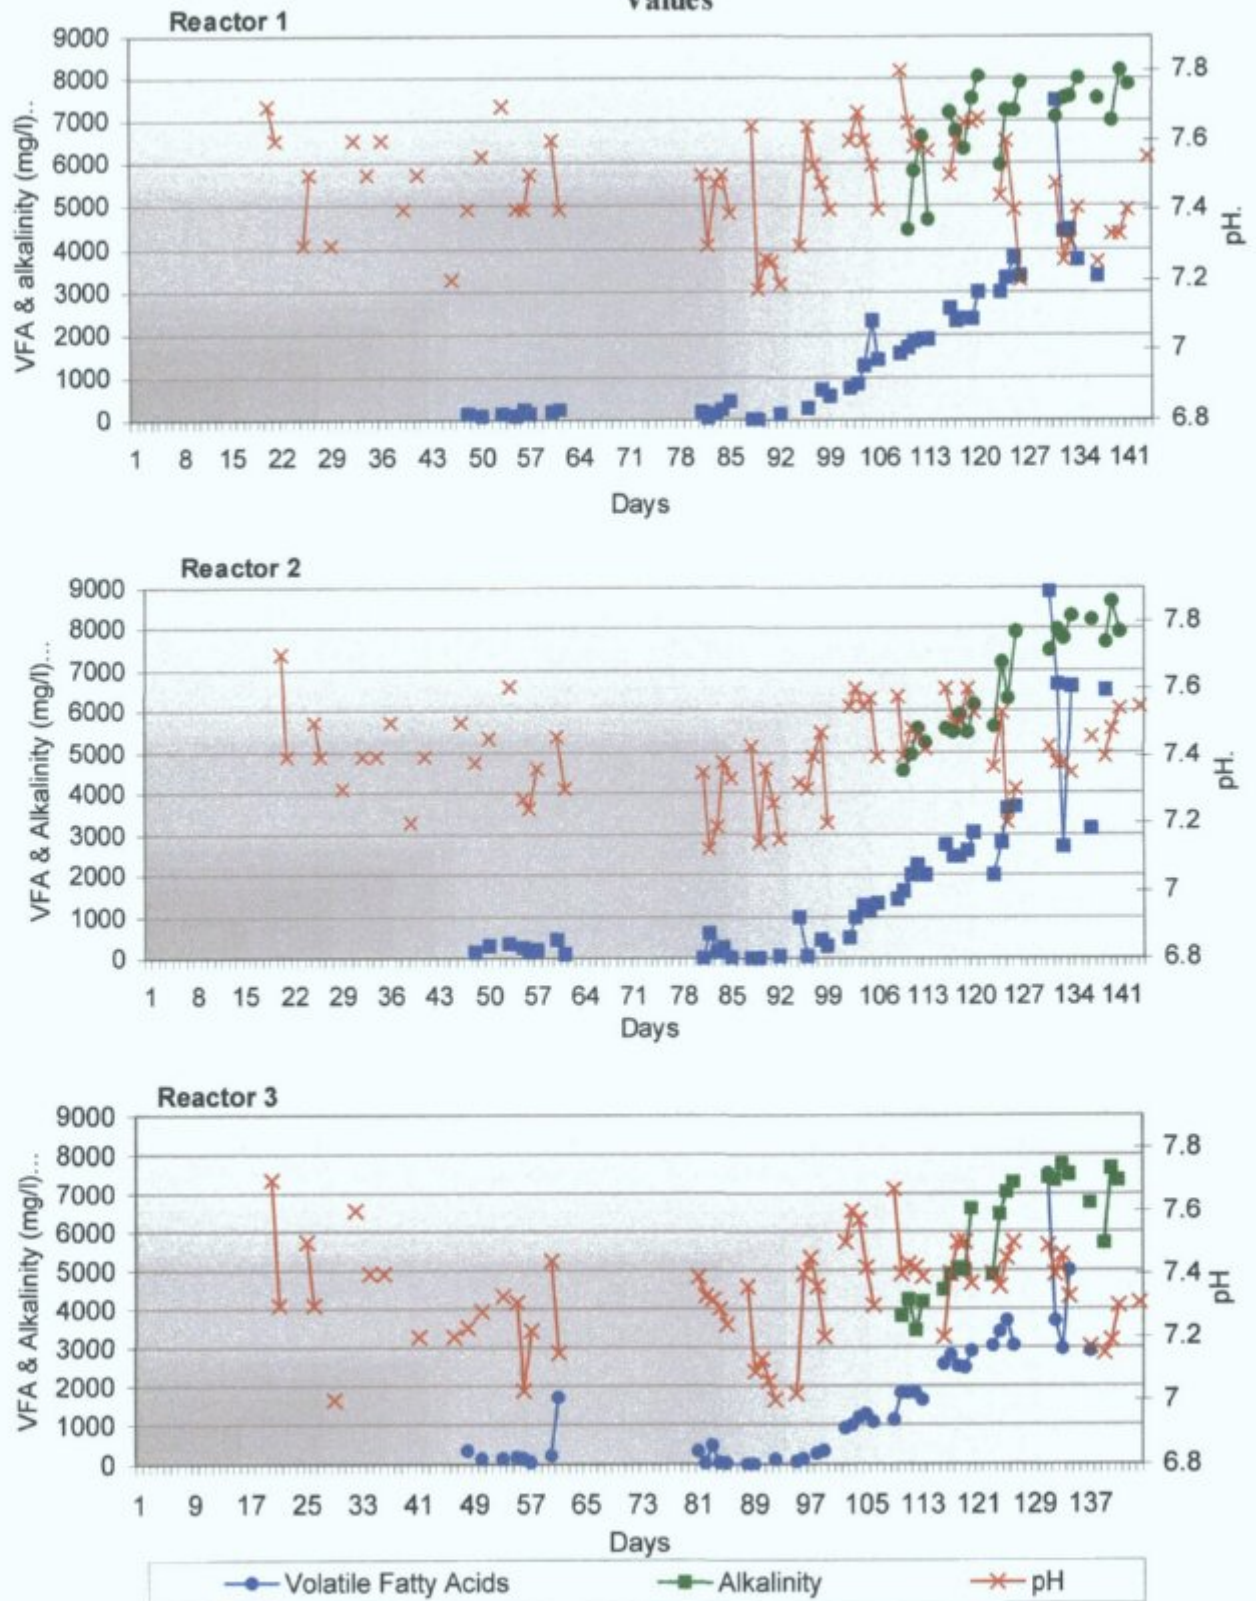 Values
Reactor 1
9000
8000
7000
6000
5000
4000
3000
2000
1000
0
VFA & alkalinity (mg/l)...
7.8
7.6
7.4
7.2
7
6.8
pH.
1 8 15 22 29 36 43 50 57 64 71 78 85 92 99 106 113 120 127 134 141
Days
Reactor 2
9000
8000
7000
6000
5000
4000
3000
2000
1000
0
VFA & Alkalinity (mg/l)...
7.8
7.6
7.4
7.2
7
6.8
pH.
1 8 15 22 29 36 43 50 57 64 71 78 85 92 99 106 113 120 127 134 141
Days
Reactor 3
9000
8000
7000
6000
5000
4000
3000
2000
1000
0
VFA & Alkalinity (mg/l)...
7.8
7.6
7.4
7.2
7
6.8
pH
1 9 17 25 33 41 49 57 65 73 81 89 97 105 113 121 129 137
Days
Volatile Fatty Acids Alkalinity pH